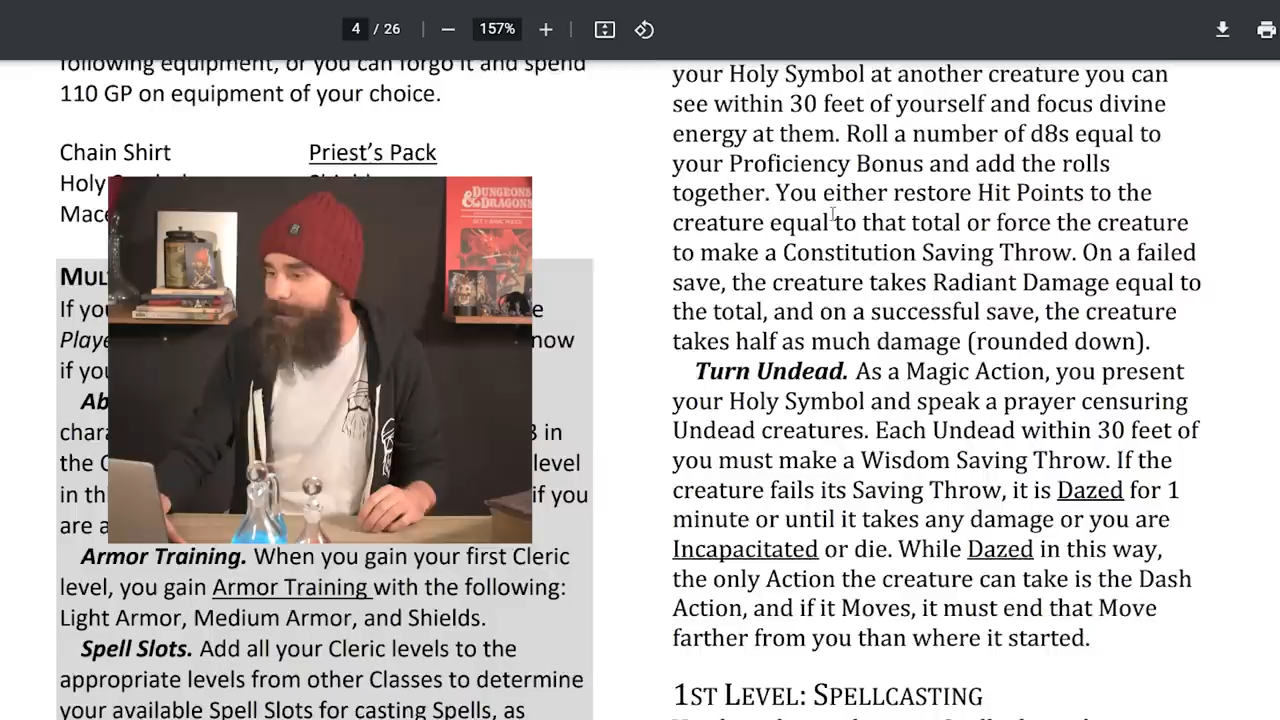 4 / 26
157%
following equipment, or you can forgo it and spend
110 GP on equipment of your choice.
Chain Shirt
Priest's Pack
Holy
Mace
If you
Armor Training. When you gain your first Cleric
level, you gain Armor Training with the following:
Light Armor, Medium Armor, and Shields.
Spell Slots. Add all your Cleric levels to the
appropriate levels from other Classes to determine
your available Spell Slots for casting Spells, as
if you
in
level
if you
are a
DUNGEONS
& DRAGONS
your Holy Symbol at another creature you can
see within 30 feet of yourself and focus divine
energy at them. Roll a number of d8s equal to
your Proficiency Bonus and add the rolls
together. You either restore Hit Points to the
creature equal to that total or force the creature
to make a Constitution Saving Throw. On a failed
save, the creature takes Radiant Damage equal to
the total, and on a successful save, the creature
takes half as much damage (rounded down).
Turn Undead. As a Magic Action, you present
your Holy Symbol and speak a prayer censuring
Undead creatures. Each Undead within 30 feet of
you must make a Wisdom Saving Throw. If the
creature fails its Saving Throw, it is Dazed for 1
minute or until it takes any damage or you are
Incapacitated or die. While Dazed in this way,
the only Action the creature can take is the Dash
Action, and if it Moves, it must end that Move
farther from you than where it started.
1ST LEVEL: SPELLCASTING